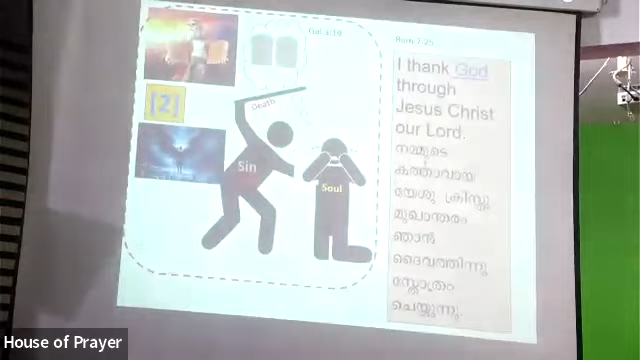 Gal 3:19
Rom 7:25
[2]
Death
Sin
Soul
I thank God
through
Jesus Christ
our Lord.
നമ്മുടെ
കർത്താവായ
യേശു ക്രിസ്തു
മുഖാന്തരം
ഞാൻ
ദൈവത്തിന്നു
സ്തോത്രം
ചെയ്യുന്നു.
House of Prayer